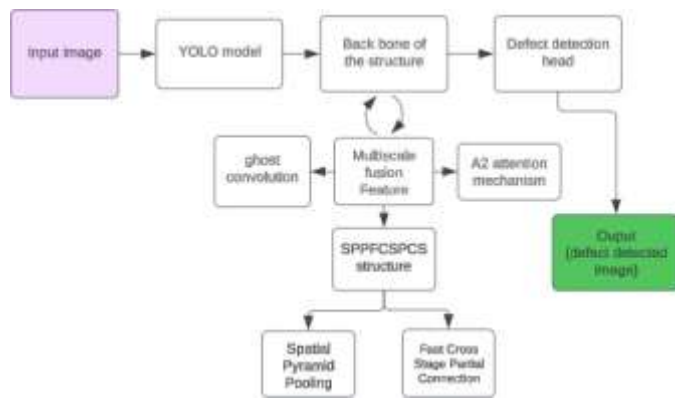 Input image
YOLO model
Back bone of
the structure
Defect detection
head
ghost
convolution
Multiscale
fusion
Feature
A2 attention
mechanism
SPPFCSPCS
structure
Ouput
(defect detected
image)
Spatial
Pyramid
Pooling
Fast Cross
Stage Partial
Connection